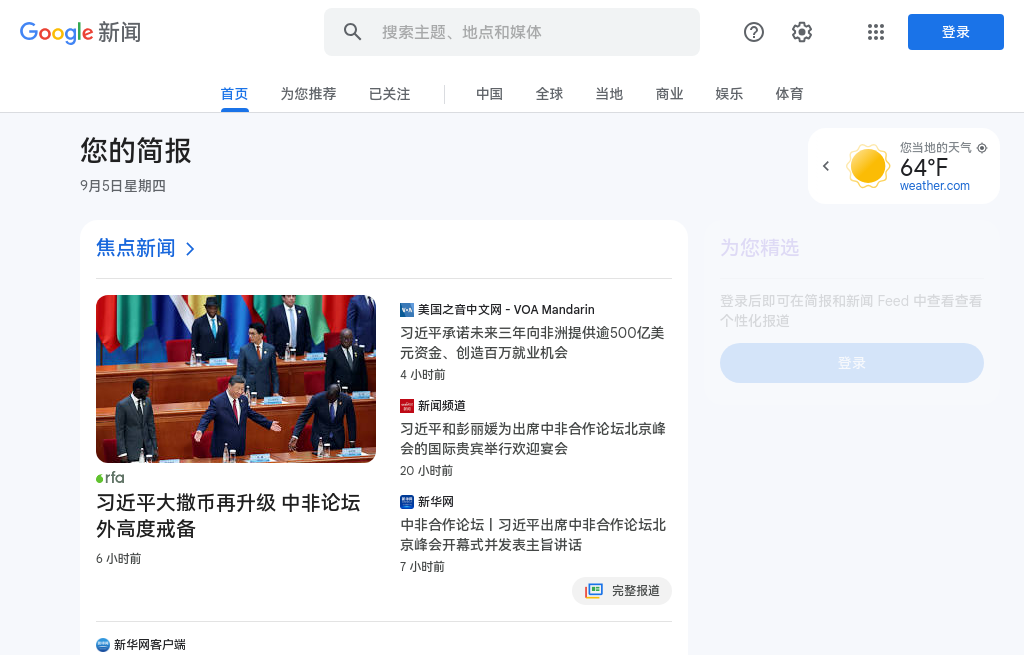 Google 新闻
搜索主题、地点和媒体
登录
首页
为您推荐
已关注
中国
全球
当地
商业
娱乐
体育
您的简报
9月5日星期四
您当地的天气
64°F
weather.com
焦点新闻
rfa
习近平大撒币再升级 中非论坛
外高度戒备
6 小时前
美国之音中文网 - VOA Mandarin
习近平承诺未来三年向非洲提供逾500亿美
元资金、创造百万就业机会
4 小时前
新闻频道
习近平和彭丽媛为出席中非合作论坛北京峰
会的国际贵宾举行欢迎宴会
20 小时前
新华网
中非合作论坛丨习近平出席中非合作论坛北
京峰会开幕式并发表主旨讲话
7 小时前
完整报道
新华网客户端
为您精选
登录后即可在简报和新闻 Feed 中查看查看
个性化报道
登录